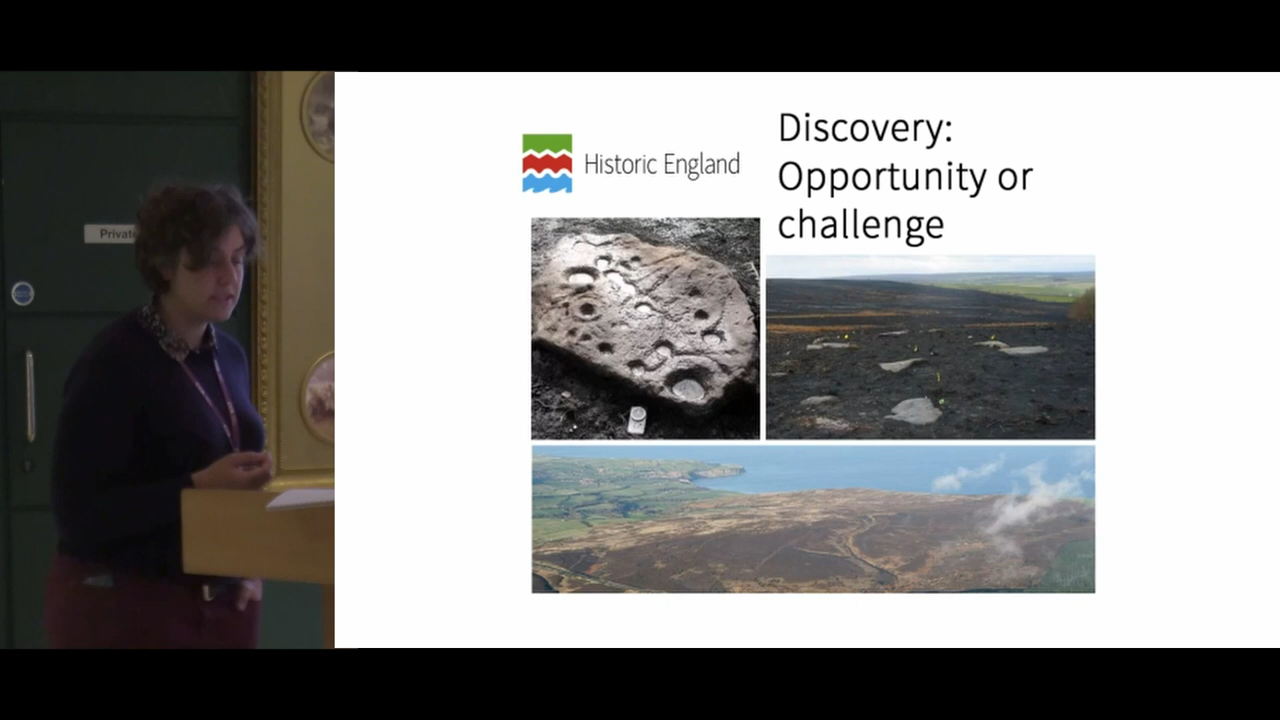 Private
Historic England
Discovery:
Opportunity or
challenge